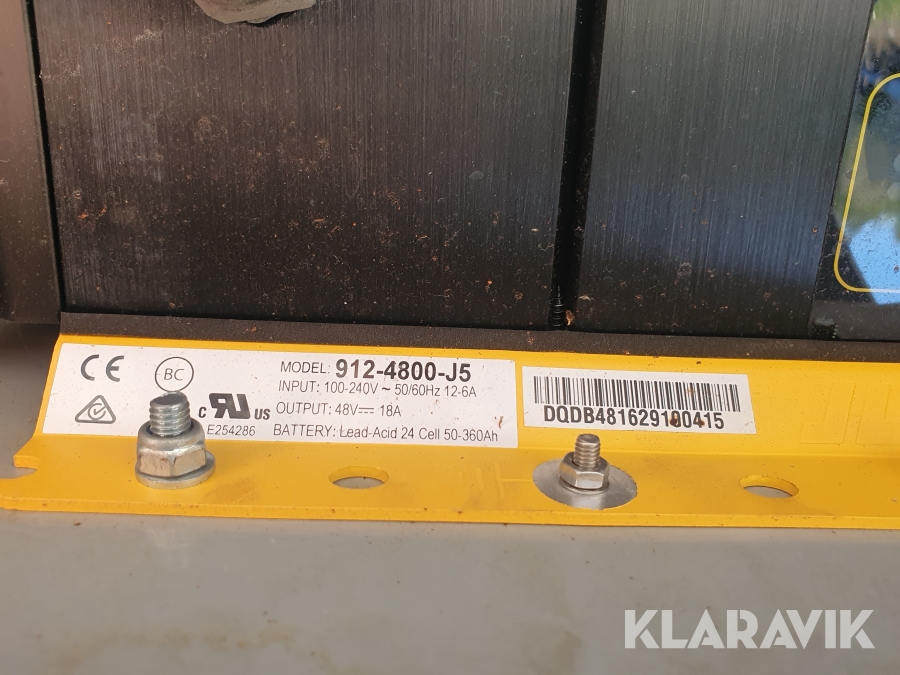 CE
BC
MODEL: 912-4800-J5
INPUT: 100-240V ~ 50/60Hz 12-6A
OUTPUT: 48V⎓ 18A
BATTERY: Lead-Acid 24 Cell 50-360Ah
C RU US
E254286
DQDB481629100415
KLARAVIK